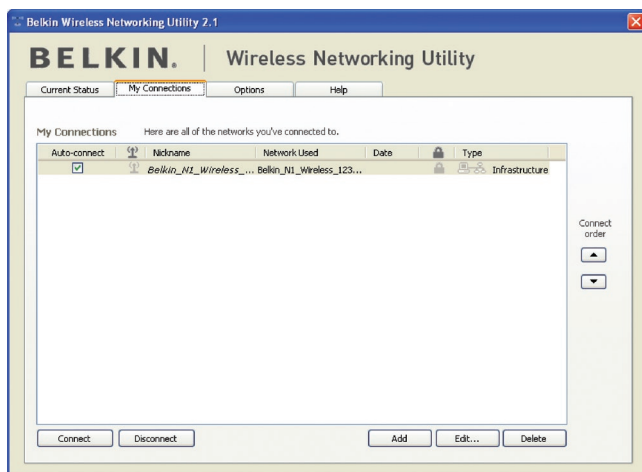 Belkin Wireless Networking Utility 2.1
BELKIN. | Wireless Networking Utility
Current Status My Connections Options Help
My Connections Here are all of the networks you've connected to.
Auto-connect Nickname Network Used Date Type
Belkin_N1_Wireless_... Belkin_N1_Wireless_123... Infrastructure
Connect order
Connect Disconnect Add Edit... Delete